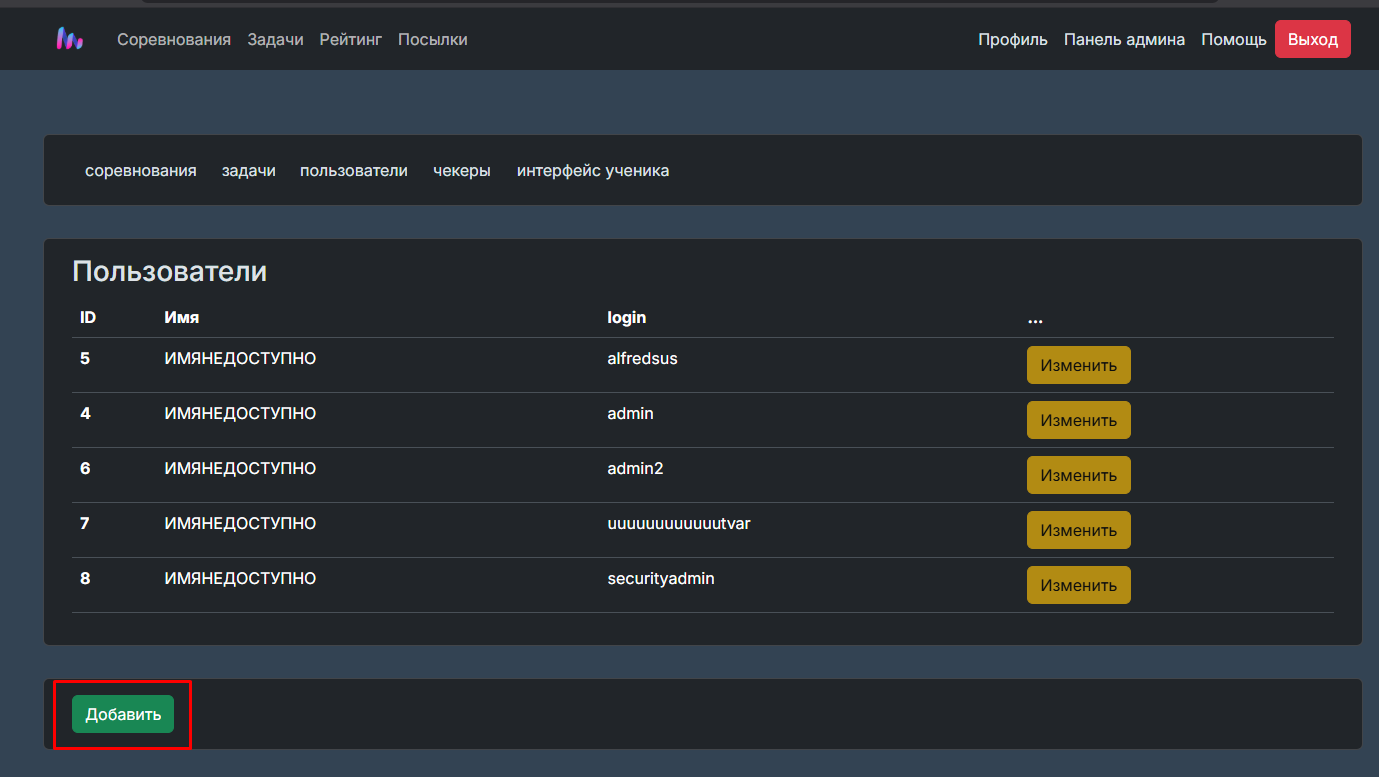 Соревнования Задачи Рейтинг Посылки Профиль Панель админа Помощь Выход
соревнования задачи пользователи чекеры интерфейс ученика
Пользователи
ID Имя login ...
5 ИМЯНЕДОСТУПНО alfredsus Изменить
4 ИМЯНЕДОСТУПНО admin Изменить
6 ИМЯНЕДОСТУПНО admin2 Изменить
7 ИМЯНЕДОСТУПНО uuuuuuuuuuuutvar Изменить
8 ИМЯНЕДОСТУПНО securityadmin Изменить
Добавить